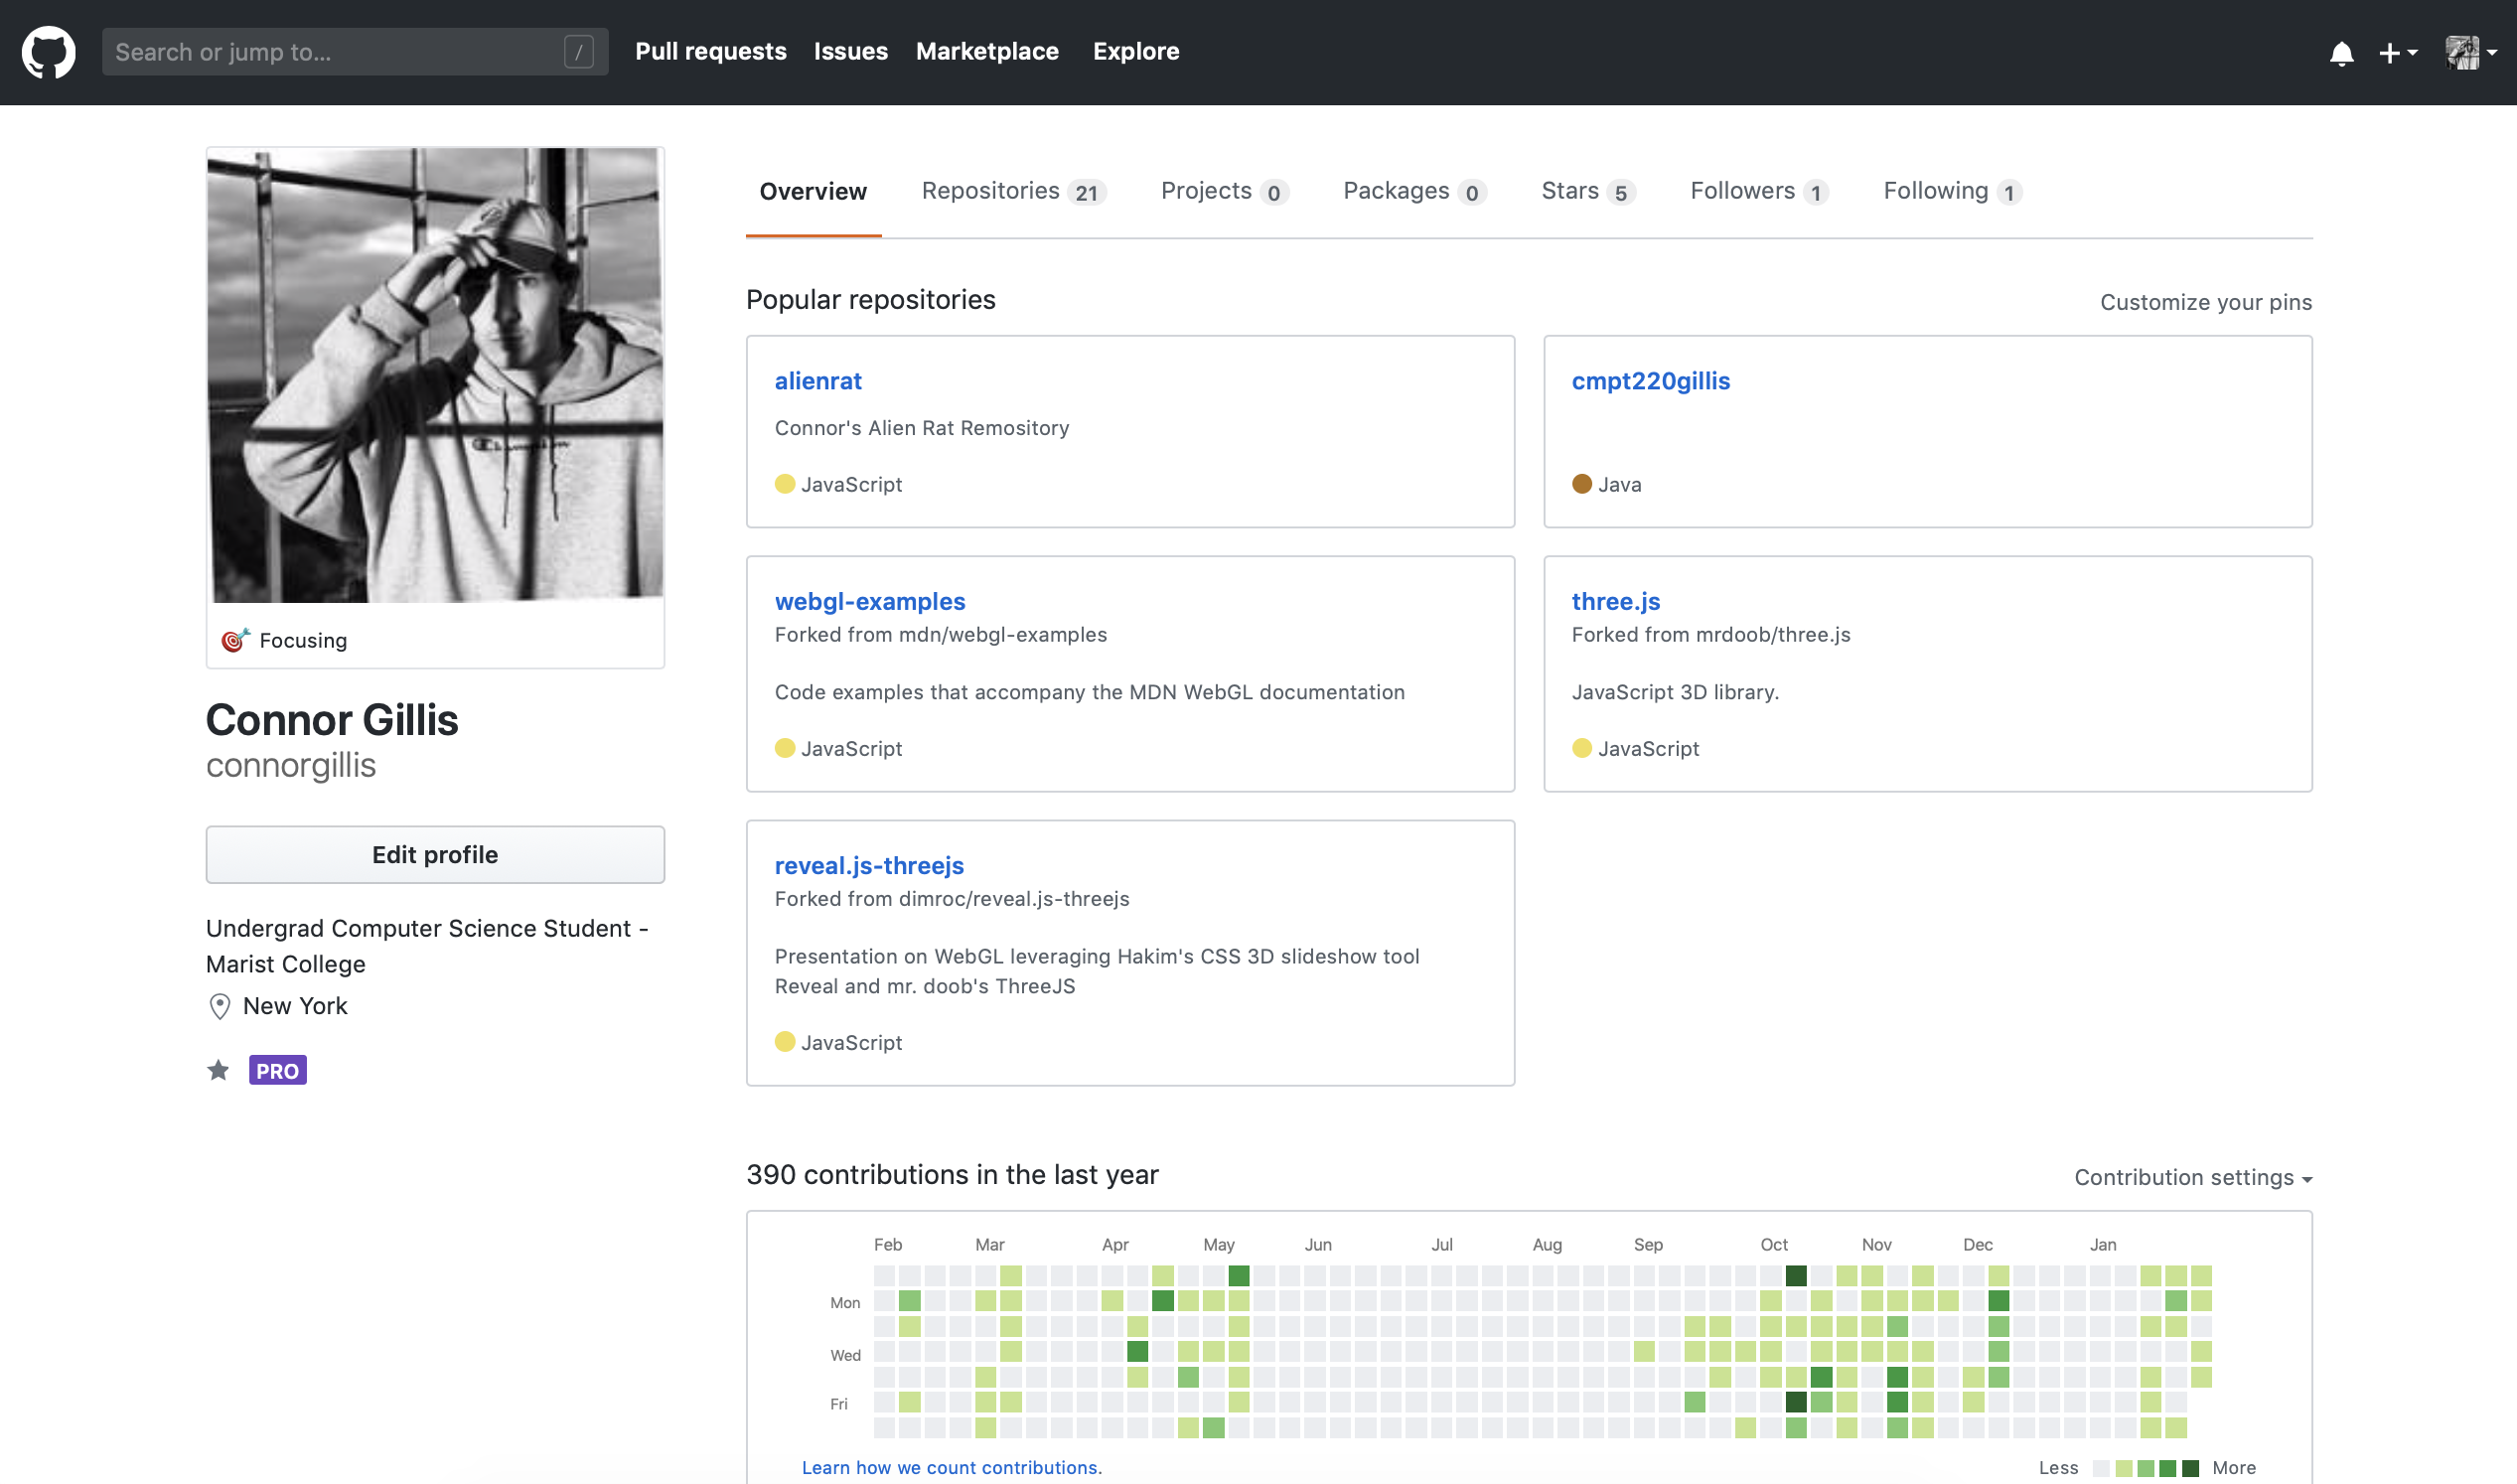 Search or jump to...
/
Pull requests
Issues
Marketplace
Explore
Overview
Repositories 21
Projects 0
Packages 0
Stars 5
Followers 1
Following 1
Champion
Focusing
Connor Gillis
connorgillis
Edit profile
Undergrad Computer Science Student -
Marist College
New York
PRO
Popular repositories
Customize your pins
alienrat
Connor's Alien Rat Remository
JavaScript
cmpt220gillis
Java
webgl-examples
Forked from mdn/webgl-examples
Code examples that accompany the MDN WebGL documentation
JavaScript
three.js
Forked from mrdoob/three.js
JavaScript 3D library.
JavaScript
reveal.js-threejs
Forked from dimroc/reveal.js-threejs
Presentation on WebGL leveraging Hakim's CSS 3D slideshow tool
Reveal and mr. doob's ThreeJS
JavaScript
390 contributions in the last year
Contribution settings
Feb Mar Apr May Jun Jul Aug Sep Oct Nov Dec Jan
Mon
Wed
Fri
Learn how we count contributions.
Less
More